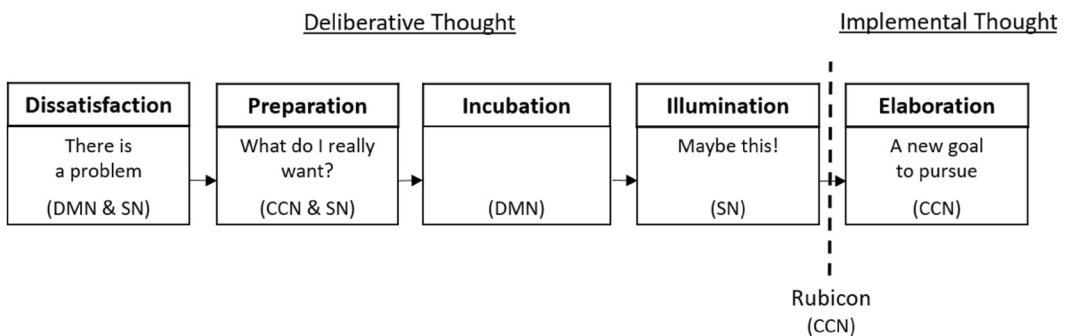 Deliberative Thought
Implemental Thought
Dissatisfaction
There is
a problem
(DMN & SN)
Preparation
What do I really
want?
(CCN & SN)
Incubation
(DMN)
Illumination
Maybe this!
(SN)
Elaboration
A new goal
to pursue
(CCN)
Rubicon
(CCN)